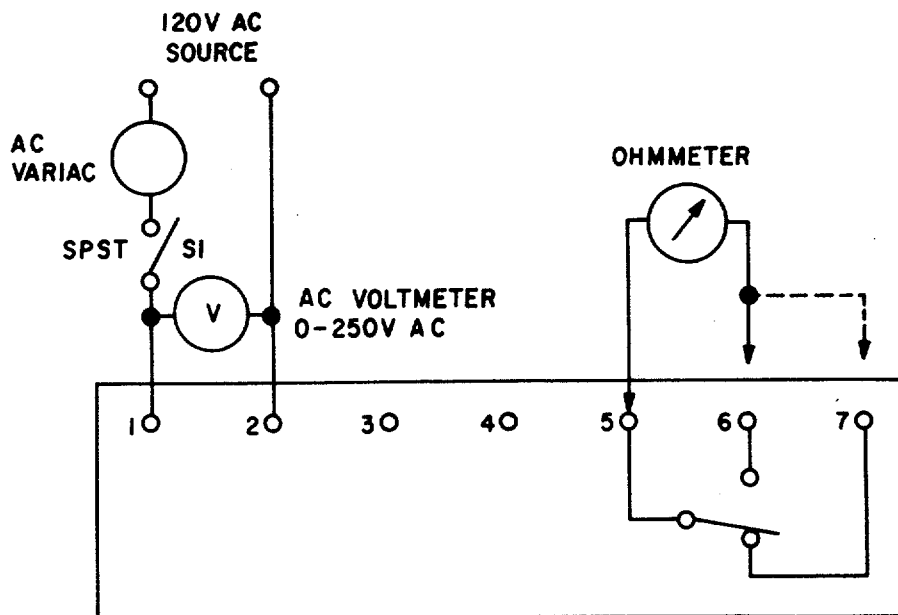 120V AC
SOURCE
AC
VARIAC
OHMMETER
SPST S1
V
AC VOLTMETER
0-250V AC
1 2 3 4 5 6 7